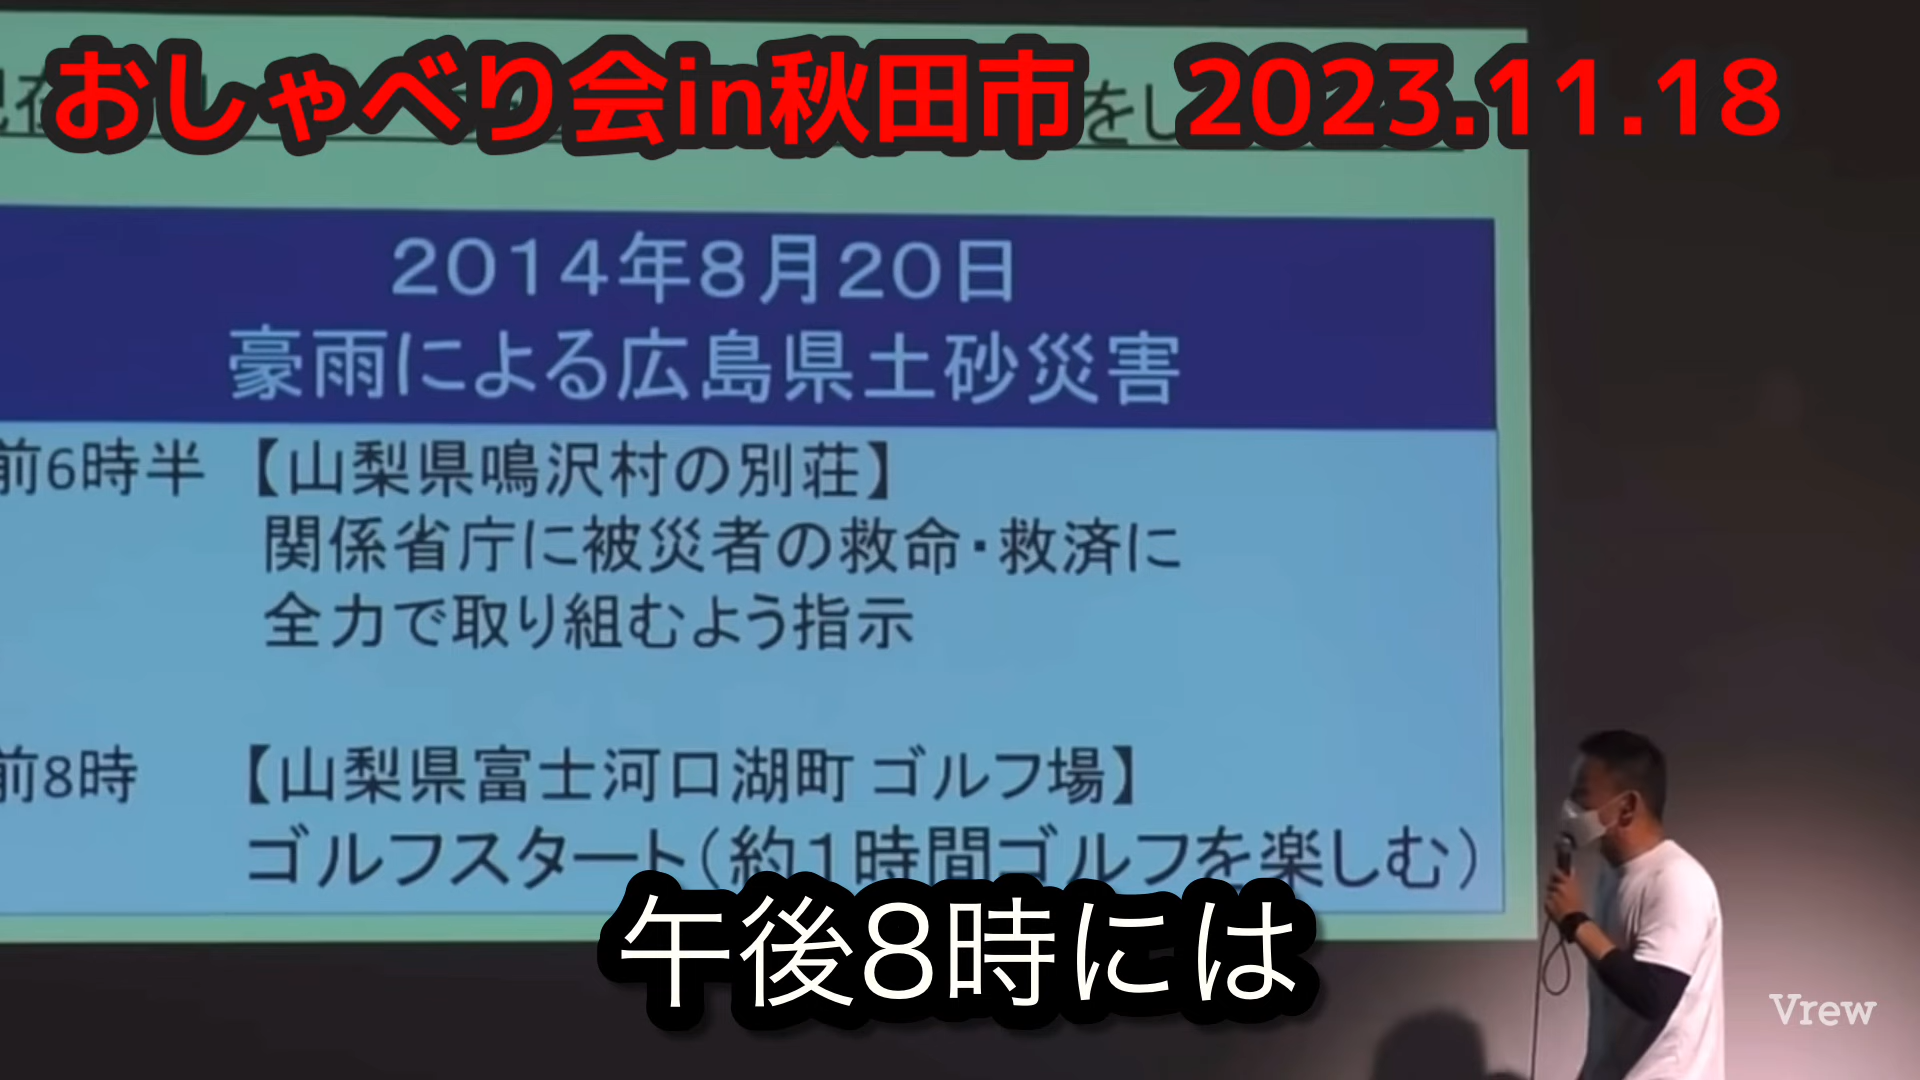 おしゃべり会in秋田市　2023.11.18
をし
2014年8月20日
豪雨による広島県土砂災害
前6時半 【山梨県鳴沢村の別荘】
関係省庁に被災者の救命・救済に
全力で取り組むよう指示
前8時 【山梨県富士河口湖町 ゴルフ場】
ゴルフスタート（約1時間ゴルフを楽しむ）
午後8時には
Vrew